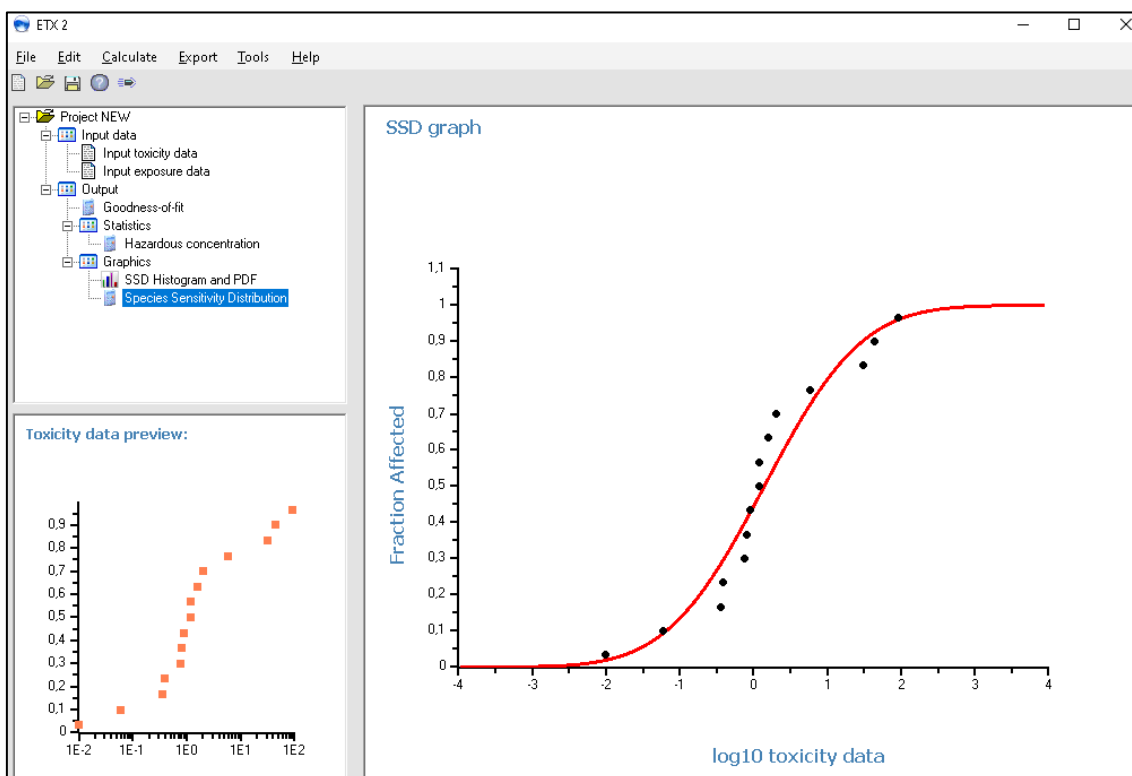 ETX 2
File Edit Calculate Export Tools Help
Project NEW
Input data
Input toxicity data
Input exposure data
Output
Goodness-of-fit
Statistics
Hazardous concentration
Graphics
SSD Histogram and PDF
Species Sensitivity Distribution
Toxicity data preview:
0,9
0,8
0,7
0,6
0,5
0,4
0,3
0,2
0,1
0
1E-2 1E-1 1E0 1E1 1E2
SSD graph
1,1
1
0,9
0,8
0,7
0,6
0,5
0,4
0,3
0,2
0,1
0
Fraction Affected
-4 -3 -2 -1 0 1 2 3 4
log10 toxicity data